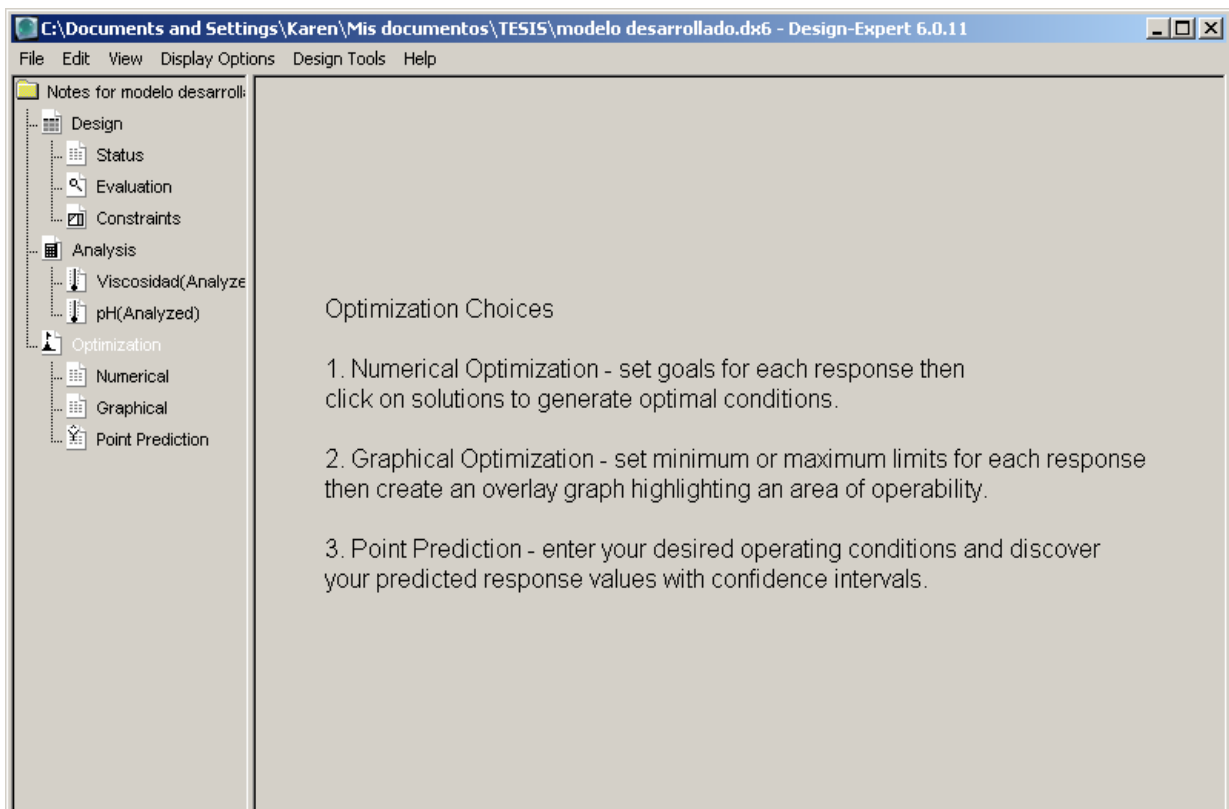 C:\Documents and Settings\Karen\Mis documentos\TESIS\modelo desarrollado.dx6 - Design-Expert 6.0.11
File Edit View Display Options Design Tools Help
Notes for modelo desarroll
Design
Status
Evaluation
Constraints
Analysis
Viscosidad(Analyze
pH(Analyzed)
Optimization
Numerical
Graphical
Point Prediction
Optimization Choices
1. Numerical Optimization - set goals for each response then
click on solutions to generate optimal conditions.
2. Graphical Optimization - set minimum or maximum limits for each response
then create an overlay graph highlighting an area of operability.
3. Point Prediction - enter your desired operating conditions and discover
your predicted response values with confidence intervals.